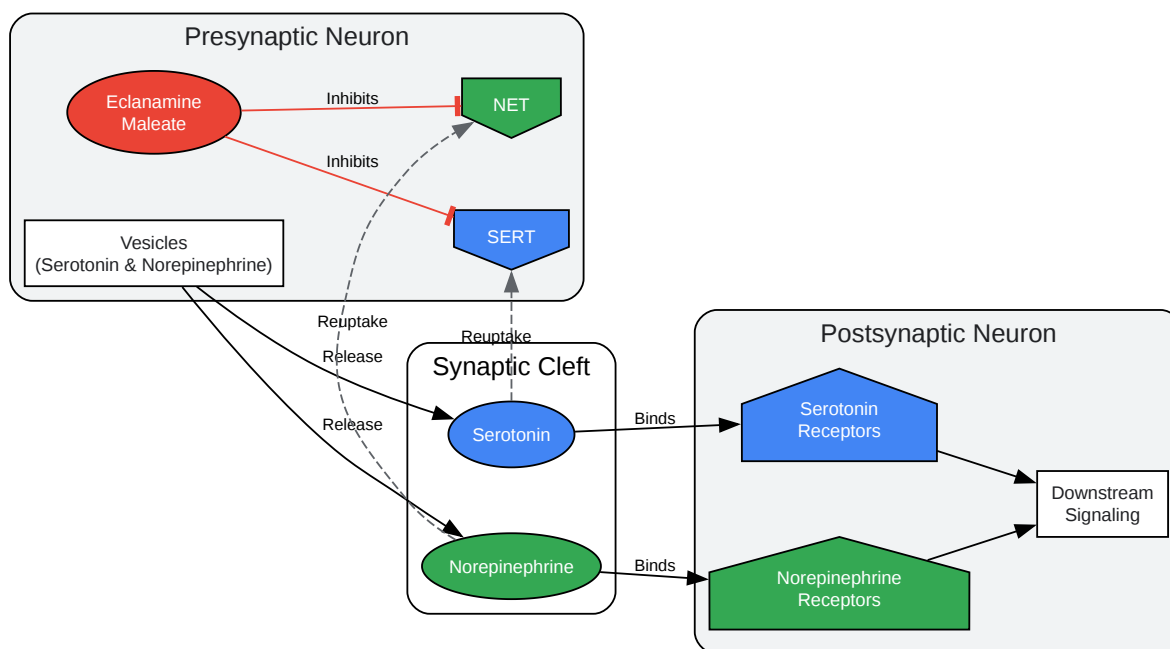 Presynaptic Neuron
Eclanamine
Maleate
Inhibits
NET
Inhibits
SERT
Vesicles
(Serotonin & Norepinephrine)
Reuptake
Reuptake
Release
Release
Synaptic Cleft
Serotonin
Norepinephrine
Binds
Binds
Postsynaptic Neuron
Serotonin
Receptors
Norepinephrine
Receptors
Downstream
Signaling